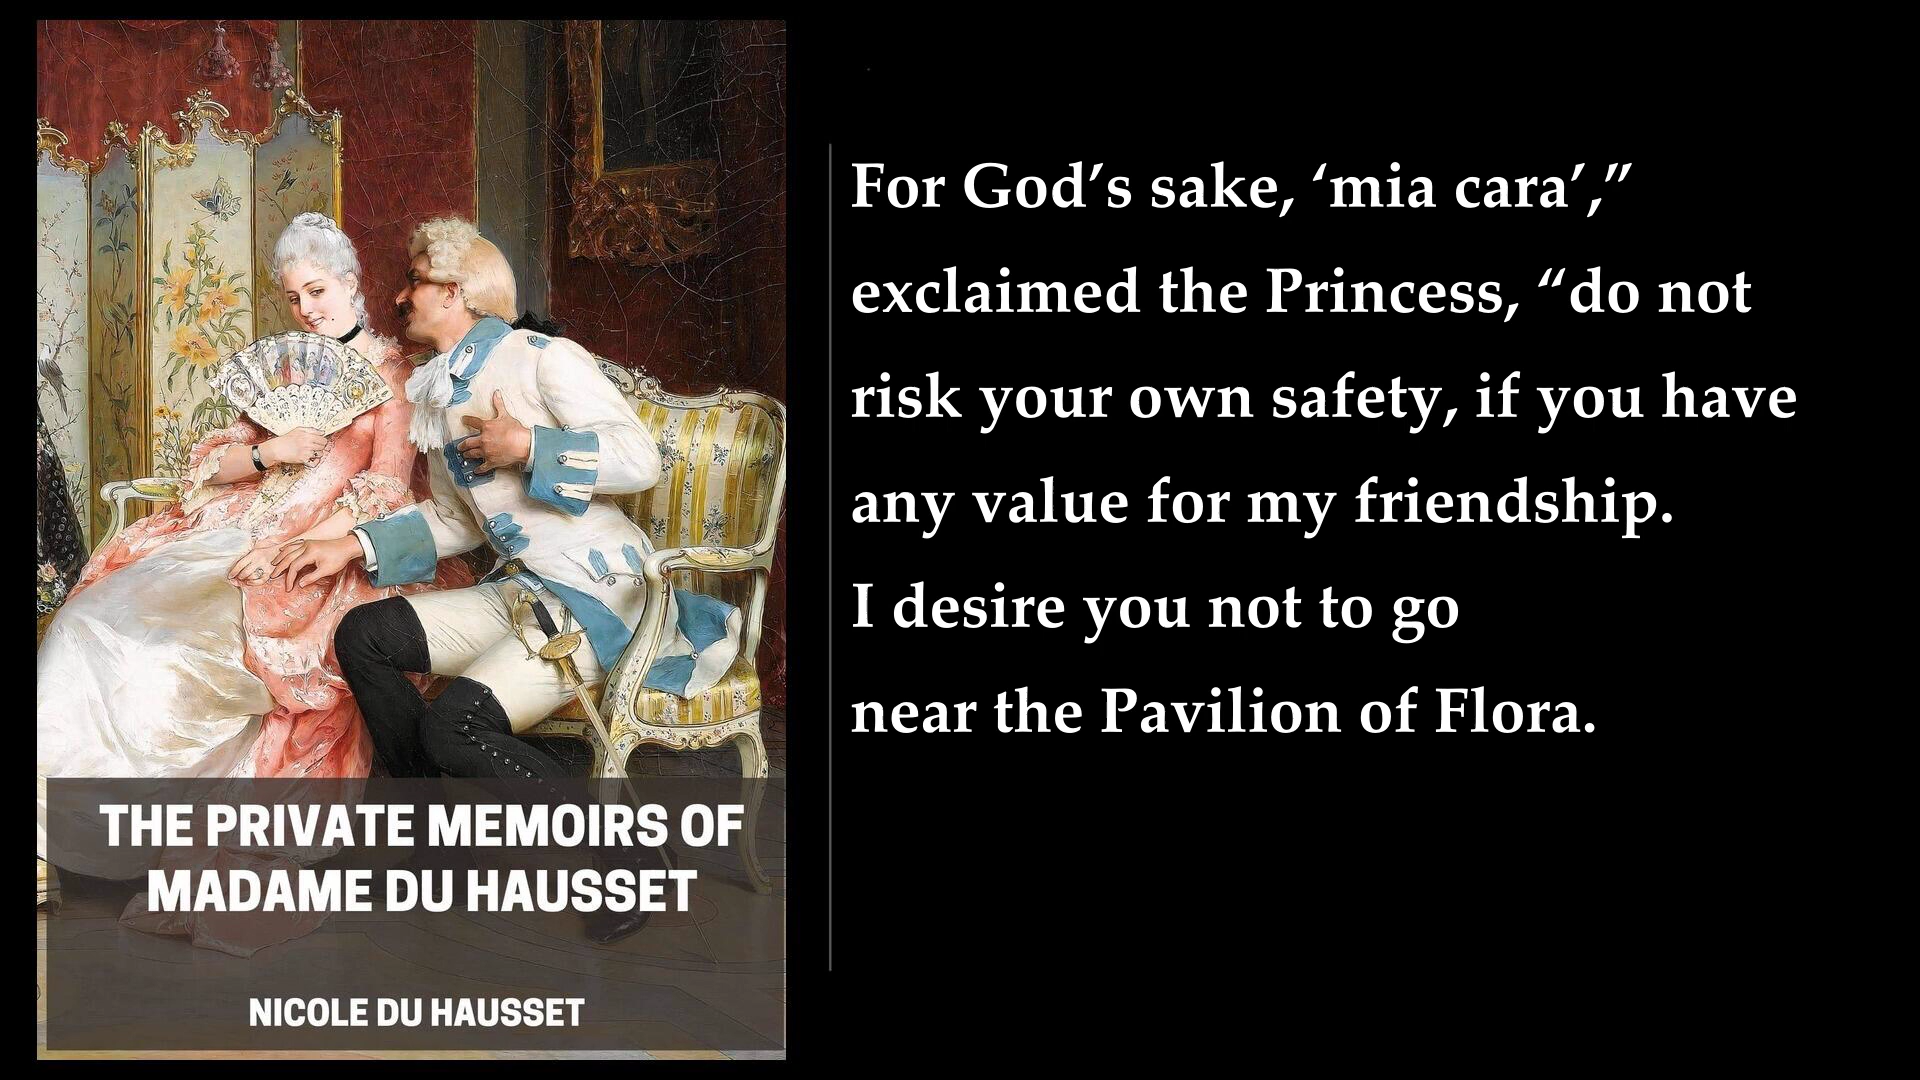 THE PRIVATE MEMOIRS OF
MADAME DU HAUSSET
NICOLE DU HAUSSET
For God’s sake, ‘mia cara’,”
exclaimed the Princess, “do not
risk your own safety, if you have
any value for my friendship.
I desire you not to go
near the Pavilion of Flora.